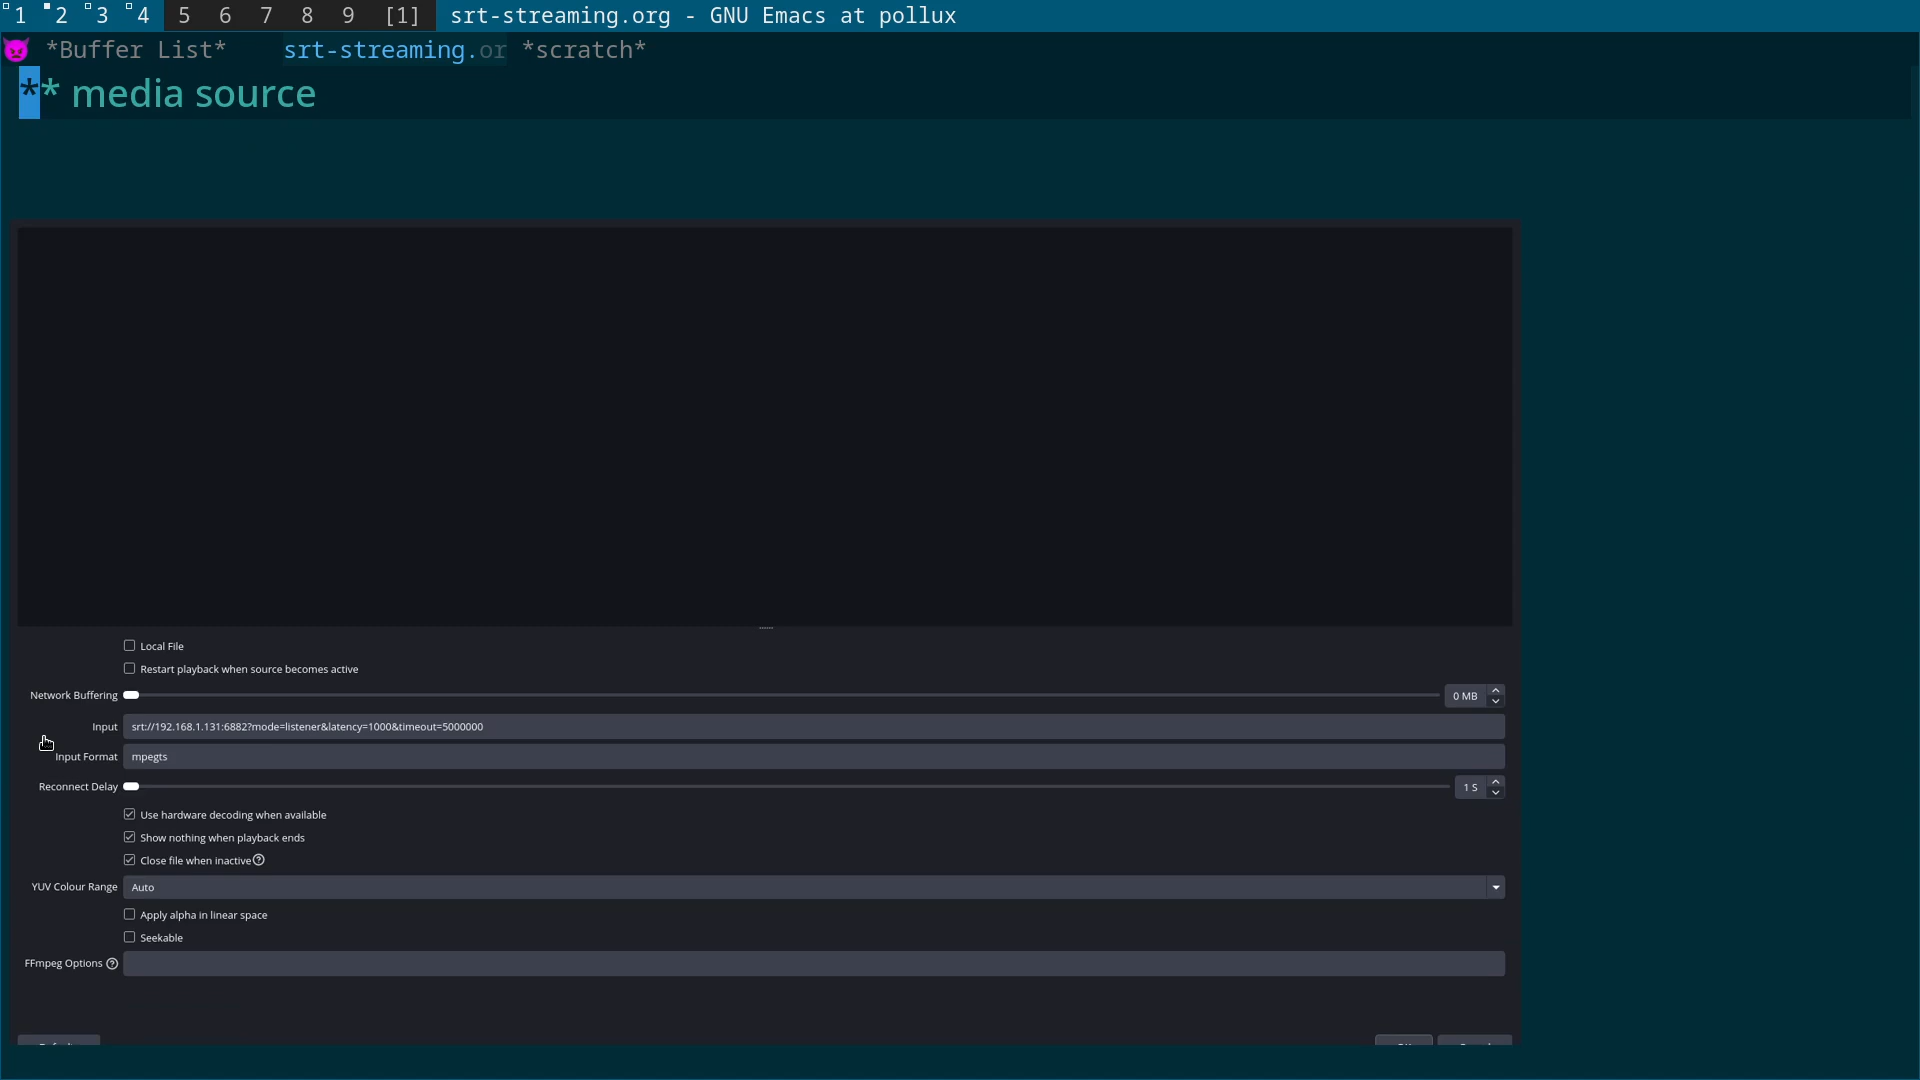 1 2 3 4 5 6 7 8 9 [1] srt-streaming.org - GNU Emacs at pollux
*Buffer List* srt-streaming.or *scratch*
** media source
Local File
Restart playback when source becomes active
Network Buffering 0 MB
Input srt://192.168.1.131:6882?mode=listener&latency=1000&timeout=5000000
Input Format mpegts
Reconnect Delay 1 S
Use hardware decoding when available
Show nothing when playback ends
Close file when inactive ?
YUV Colour Range Auto
Apply alpha in linear space
Seekable
FFmpeg Options ?